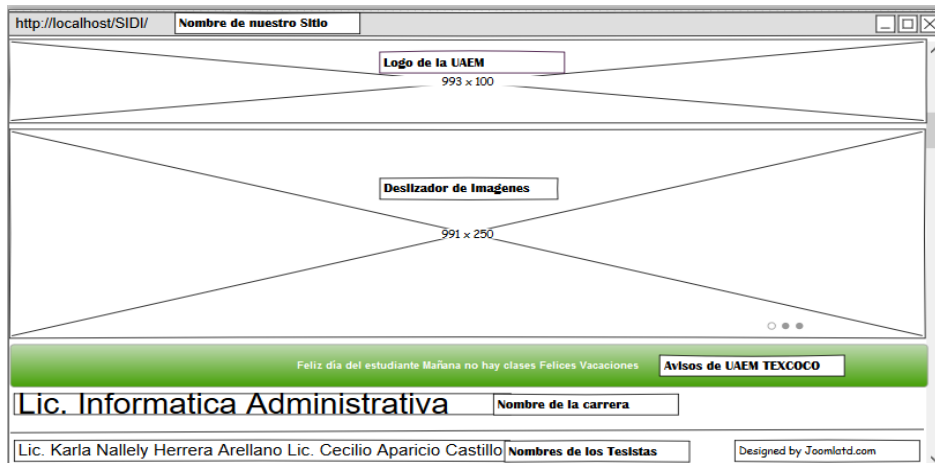 http://localhost/SIDI/ Nombre de nuestro Sitio
Logo de la UAEM
993 x 100
Deslizador de Imagenes
991 x 250
Feliz día del estudiante Mañana no hay clases Felices Vacaciones Avisos de UAEM TEXCOCO
Lic. Informatica Administrativa Nombre de la carrera
Lic. Karla Nallely Herrera Arellano Lic. Cecilio Aparicio Castillo Nombres de los Tesistas Designed by Joomlatd.com